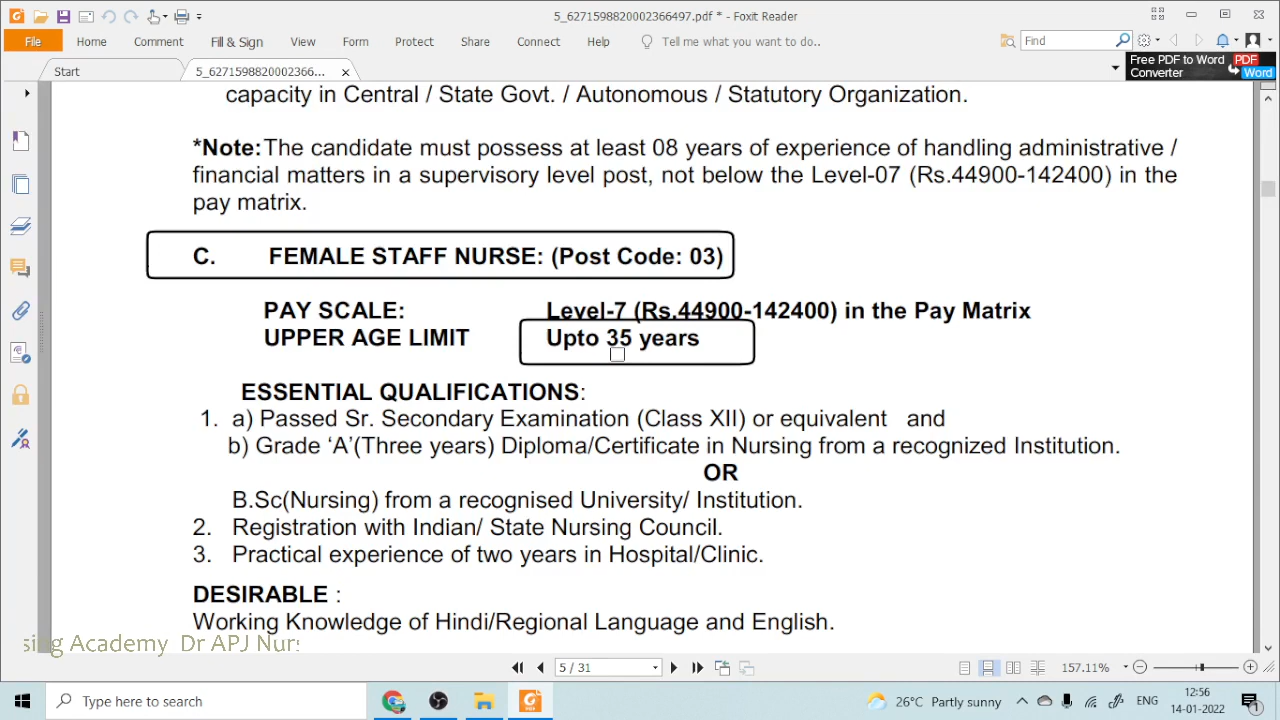 5_6271598820002366497.pdf * - Foxit Reader
File Home Comment Fill & Sign View Form Protect Share Connect Help Tell me what you want to do.. Find
Start 5_6271598820002366... Free PDF to Word Converter PDF Word
capacity in Central / State Govt. / Autonomous / Statutory Organization.
*Note: The candidate must possess at least 08 years of experience of handling administrative /
financial matters in a supervisory level post, not below the Level-07 (Rs.44900-142400) in the
pay matrix.
C. FEMALE STAFF NURSE: (Post Code: 03)
PAY SCALE: Level-7 (Rs.44900-142400) in the Pay Matrix
UPPER AGE LIMIT Upto 35 years
ESSENTIAL QUALIFICATIONS:
1. a) Passed Sr. Secondary Examination (Class XII) or equivalent and
b) Grade ‘A’(Three years) Diploma/Certificate in Nursing from a recognized Institution.
OR
B.Sc(Nursing) from a recognised University/ Institution.
2. Registration with Indian/ State Nursing Council.
3. Practical experience of two years in Hospital/Clinic.
DESIRABLE :
Working Knowledge of Hindi/Regional Language and English.
sing Academy Dr APJ Nurs
5 / 31 157.11%
Type here to search 26°C Partly sunny ENG 12:56
14-01-2022